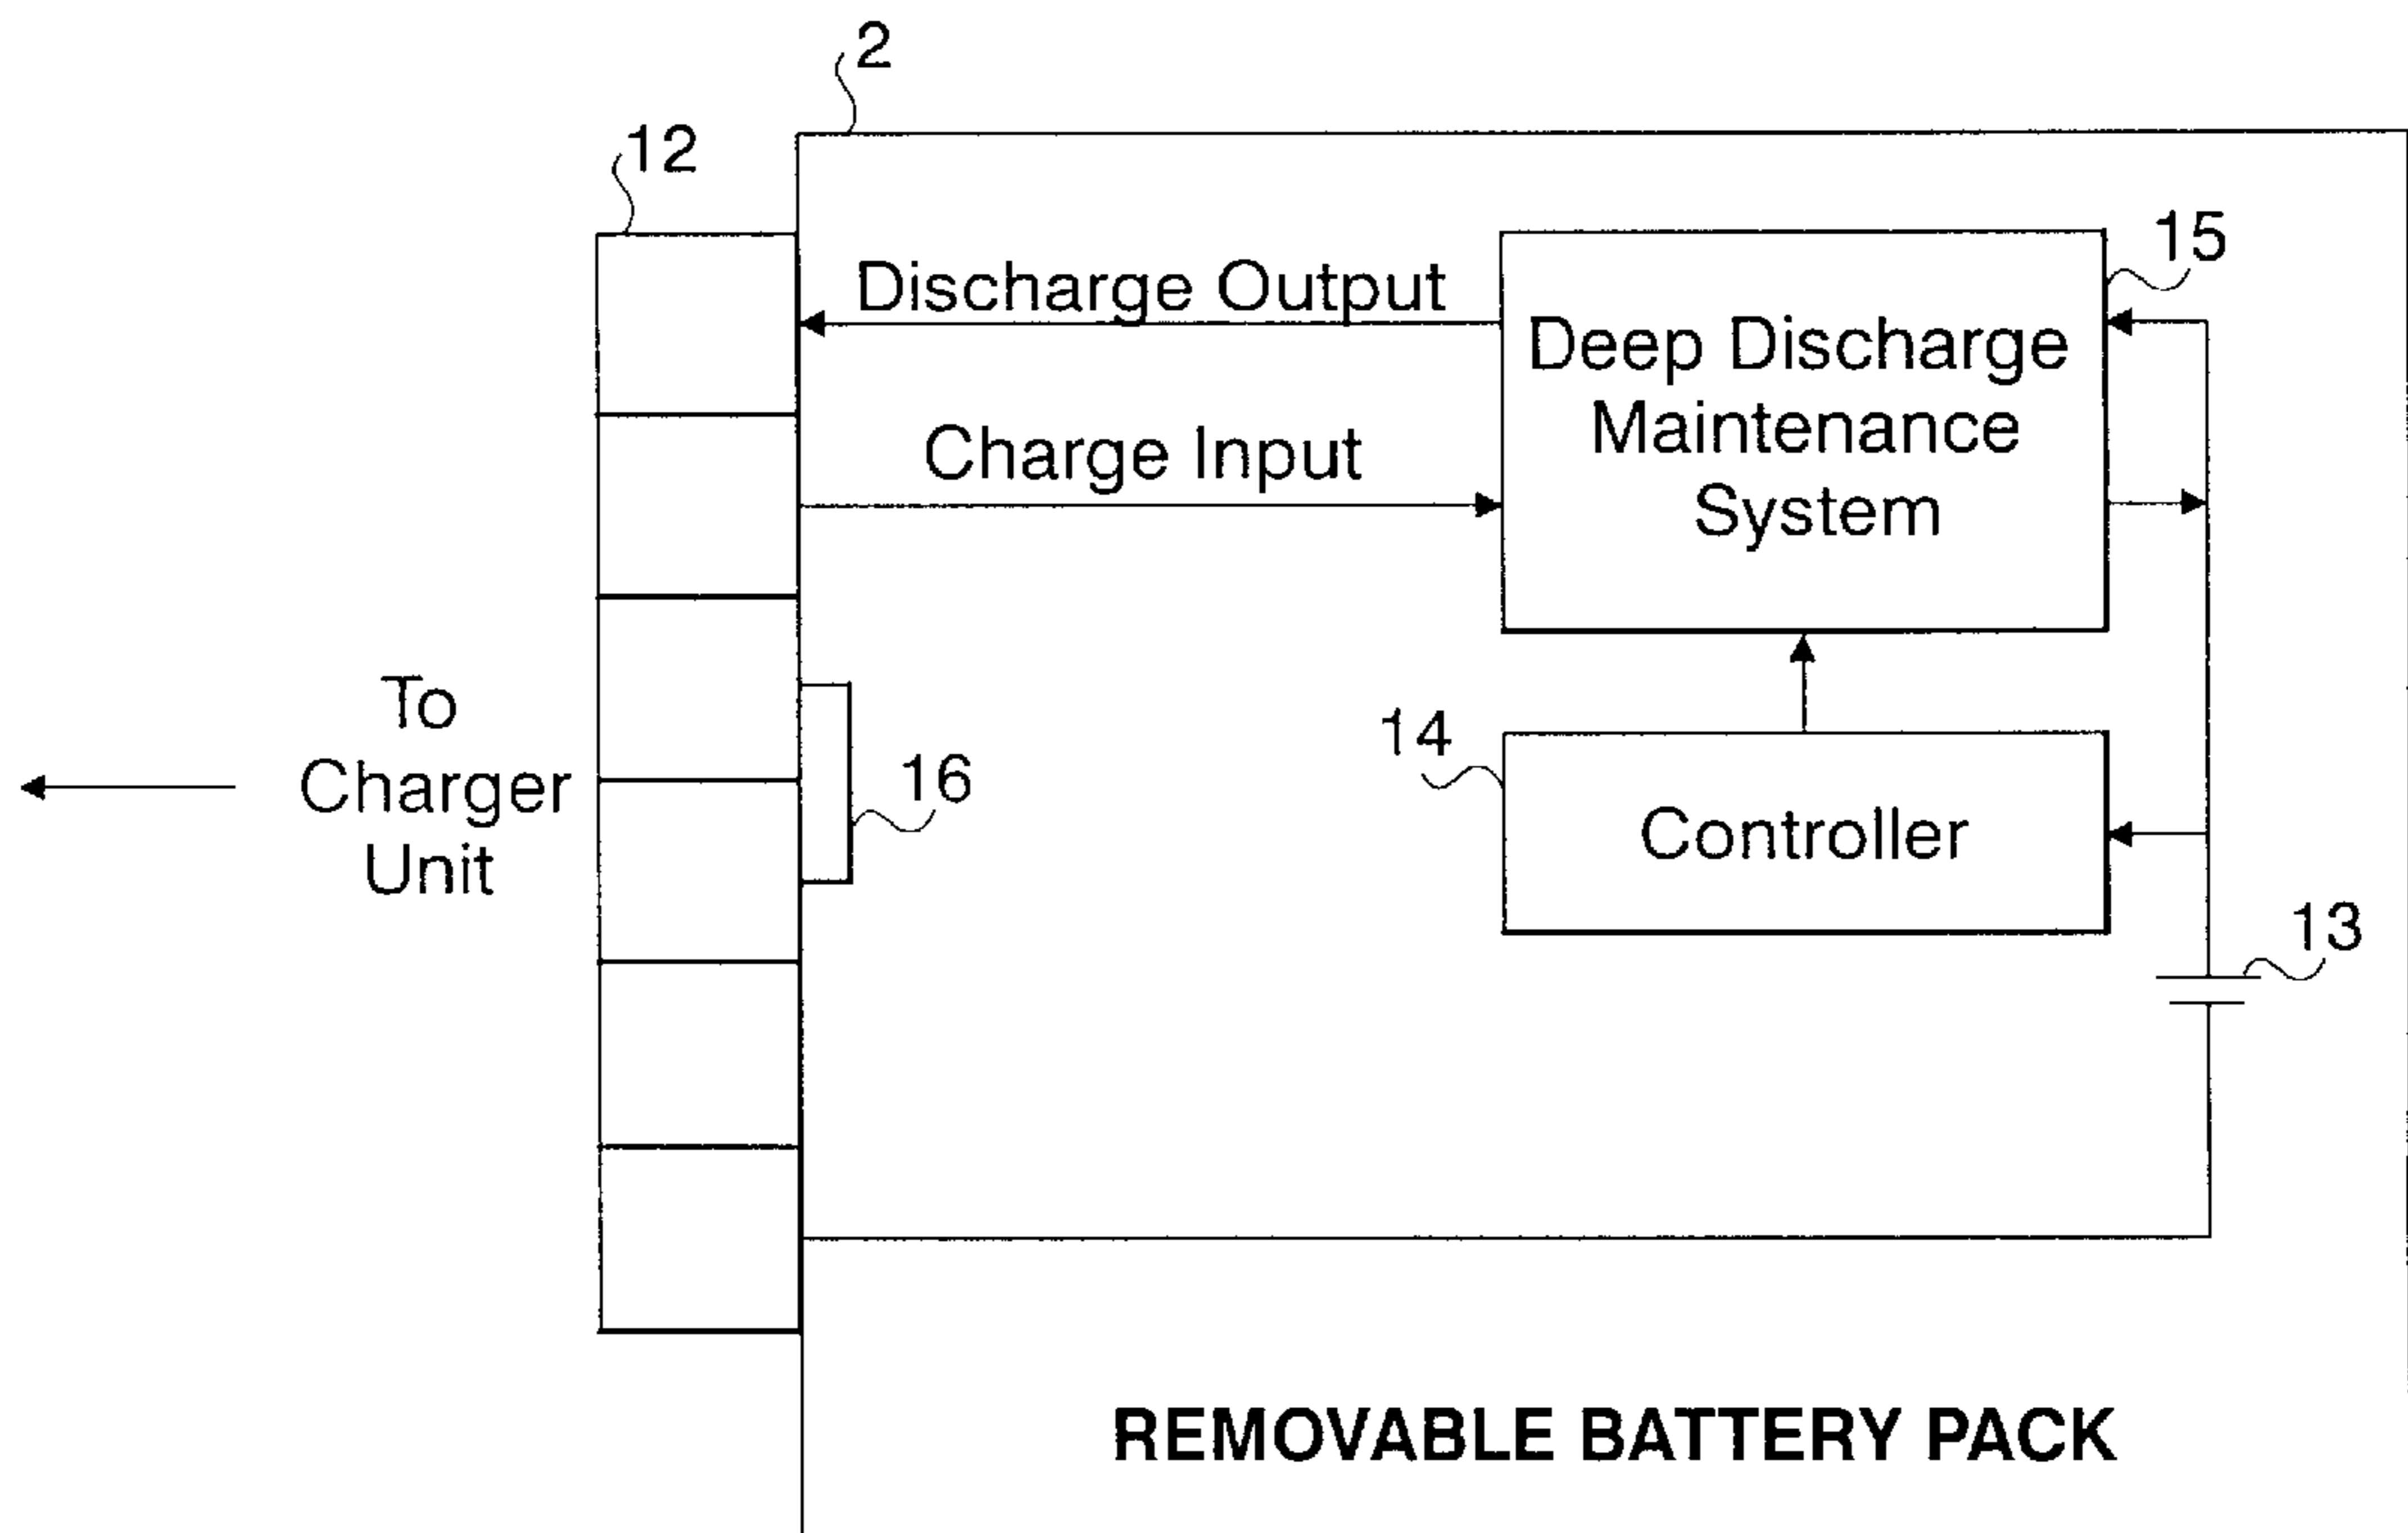 2
12
15
Discharge Output
Deep Discharge
Maintenance
System
Charge Input
To
Charger
Unit
16
14
Controller
13
REMOVABLE BATTERY PACK